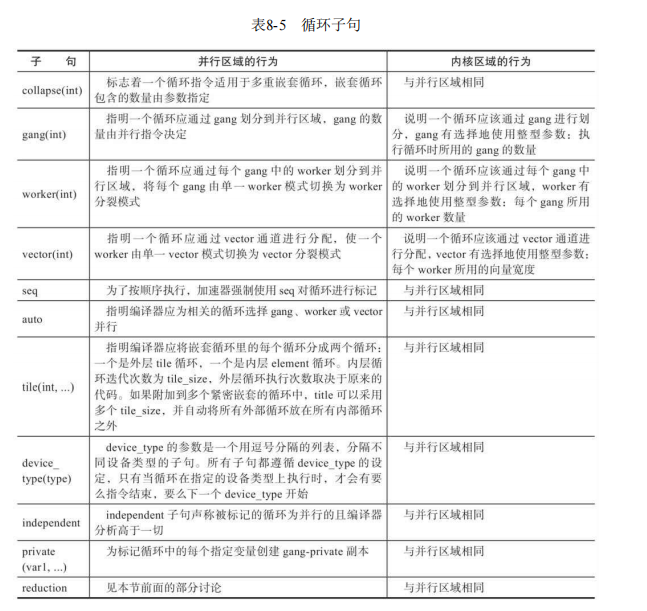 表8-5 循环子句
子 句 并行区域的行为 内核区域的行为
collapse(int) 标志着一个循环指令适用于多重嵌套循环，嵌套循环 与并行区域相同
包含的数量由参数指定
gang(int) 指明一个循环应通过 gang 划分到并行区域，gang 的数 说明一个循环应该通过 gang 进行划
量由并行指令决定 分，gang 有选择地使用整型参数；执
行循环时所用的 gang 的数量
worker(int) 指明一个循环应通过每个 gang 中的 worker 划分到并 说明一个循环应该通过每个 gang 中
行区域，将每个 gang 由单一 worker 模式切换为 worker 的 worker 划分到并行区域，worker 有
分裂模式 选择地使用整型参数；每个 gang 所用
的 worker 数量
vector(int) 指明一个循环应通过 vector 通道进行分配，使一个 说明一个循环应该通过 vector 通道进
worker 由单一 vector 模式切换为 vector 分裂模式 行分配，vector 有选择地使用整型参数；
每个 worker 所用的向量宽度
seq 为了按顺序执行，加速器强制使用 seq 对循环进行标记 与并行区域相同
auto 指明编译器应为相关的循环选择 gang、worker 或 vector 与并行区域相同
并行
tile(int, ...) 指明编译器应将嵌套循环里的每个循环分成两个循环： 与并行区域相同
一个是外层 tile 循环，一个是内层 element 循环。内层循
环迭代次数为 tile_size，外层循环执行次数取决于原来的
代码。如果附加到多个紧密嵌套的循环中，title 可以采用
多个 tile_size，并自动将所有外部循环放在所有内部循环
之外
device_
type(type) device_type 的参数是一个用逗号分隔的列表，分隔不 与并行区域相同
同设备类型的子句。所有子句都遵循 device_type 的设
定，只有当循环在指定的设备类型上执行时，才会有要
么指令结束，要么下一个 device_type 开始
independent independent 子句声称被标记的循环为并行的且编译器 与并行区域相同
分析高于一切
private
(var1, ...) 为标记循环中的每个指定变量创建 gang-private 副本 与并行区域相同
reduction 见本节前面的部分讨论 与并行区域相同